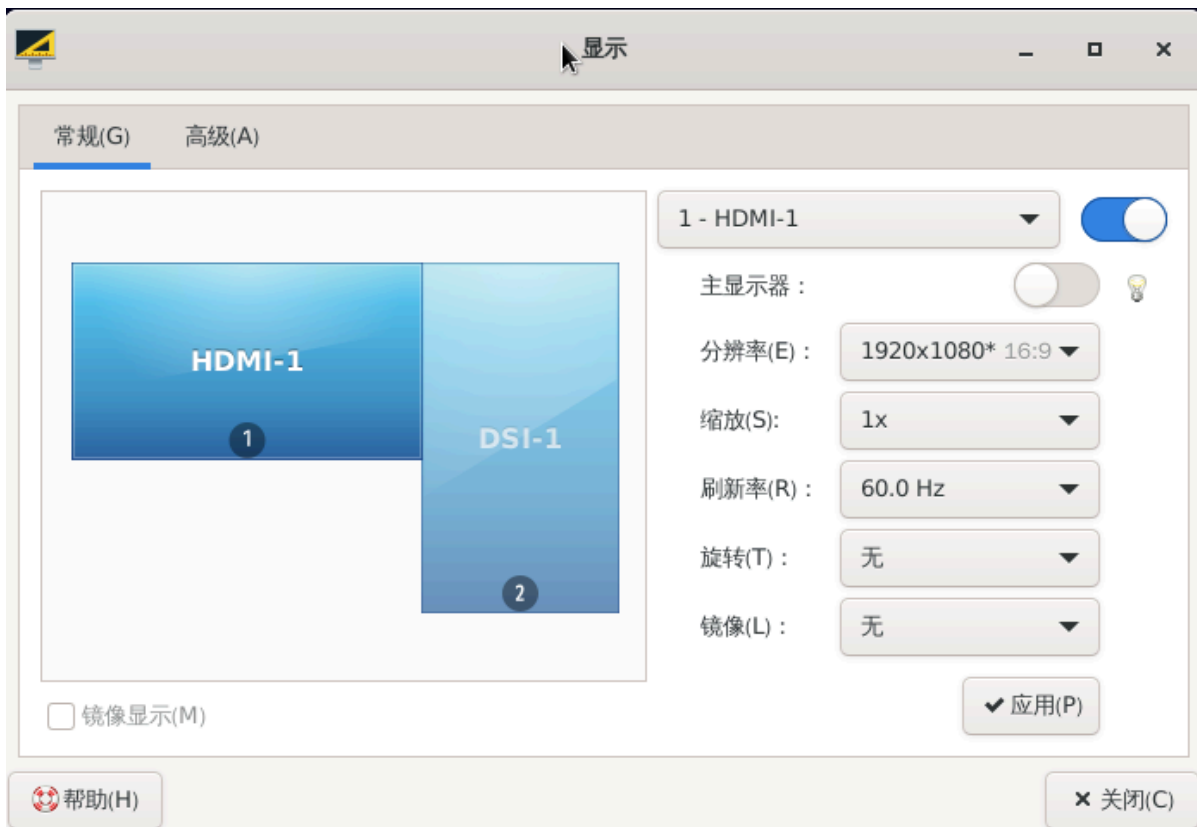 显示
常规(G) 高级(A)
1 - HDMI-1
主显示器：
HDMI-1
1
DSI-1
2
分辨率(E)： 1920x1080* 16:9
缩放(S): 1x
刷新率(R)： 60.0 Hz
旋转(T)： 无
镜像(L)： 无
镜像显示(M)
应用(P)
帮助(H)
关闭(C)